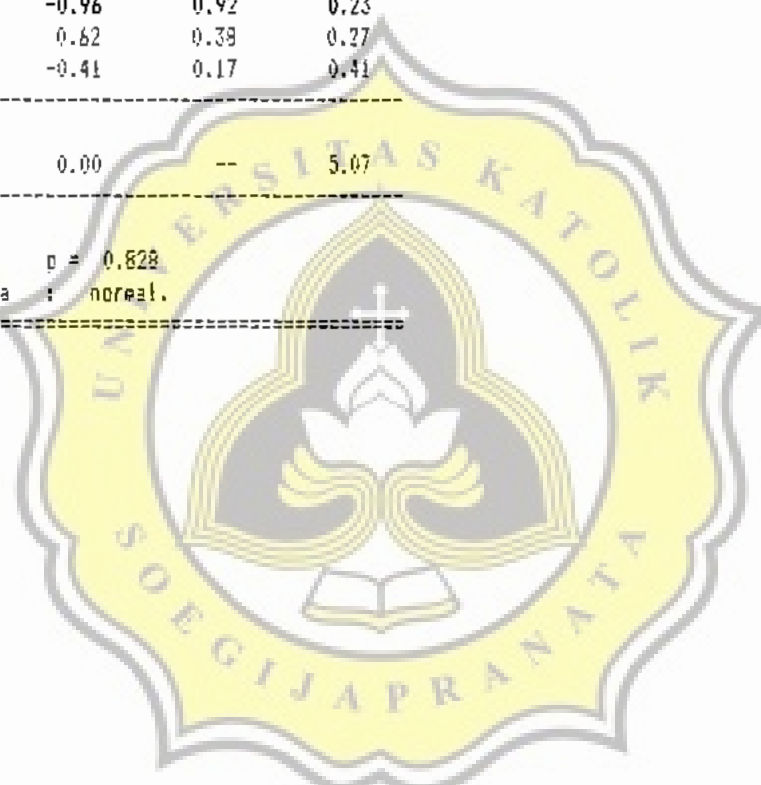 -0.96 0.92 0.23
0.62 0.38 0.27
-0.41 0.17 0.41
0.00 -- 5.07
p = 0.828
a : normal.
UNIVERSITAS KATOLIK
SOEGIJAPRANATA